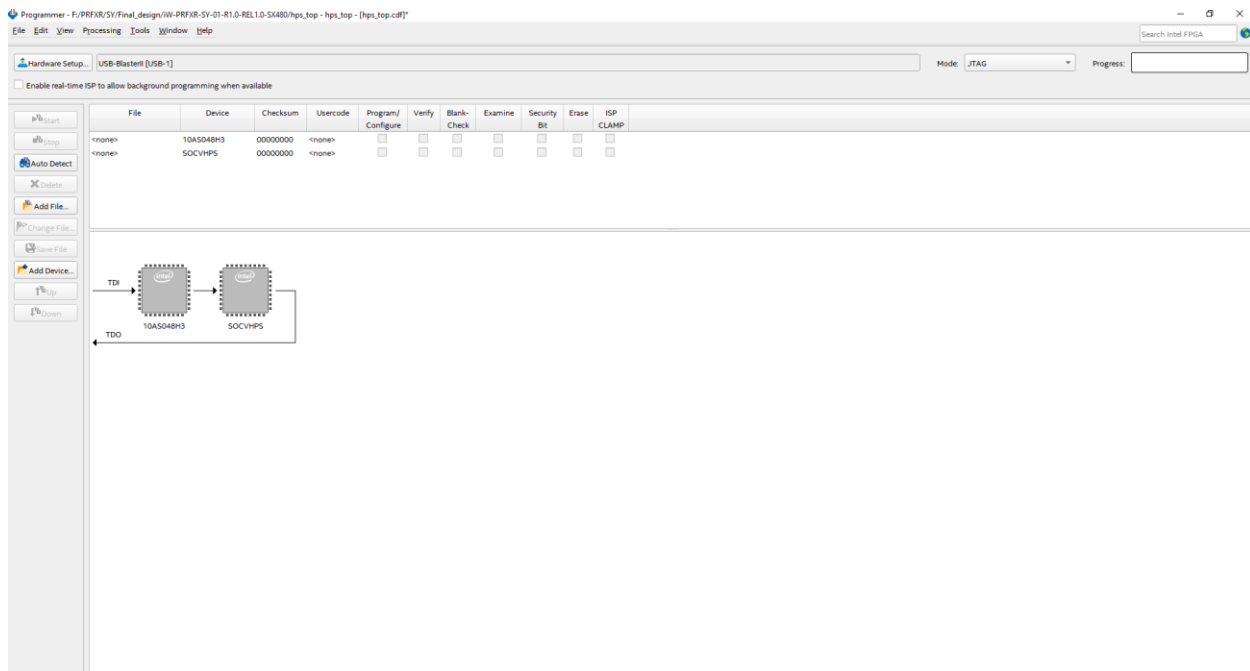 Programmer - F:/PRFXR/SY/Final_design/iW-PRFXR-SY-01-R1.0-REL1.0-SX480/hps_top - hps_top - [hps_top.cdf]*
File Edit View Processing Tools Window Help
Search Intel FPGA
Hardware Setup... USB-BlasterII [USB-1] Mode: JTAG Progress:
Enable real-time ISP to allow background programming when available
Start
Stop
Auto Detect
Delete
Add File...
Change File...
Save File
Add Device...
Up
Down
File Device Checksum Usercode Program/ Verify Blank- Examine Security Erase ISP
Configure Check Bit CLAMP
<none> 10AS048H3 00000000 <none>
<none> SOCVHPS 00000000 <none>
TDI
intel intel
10AS048H3 SOCVHPS
TDO